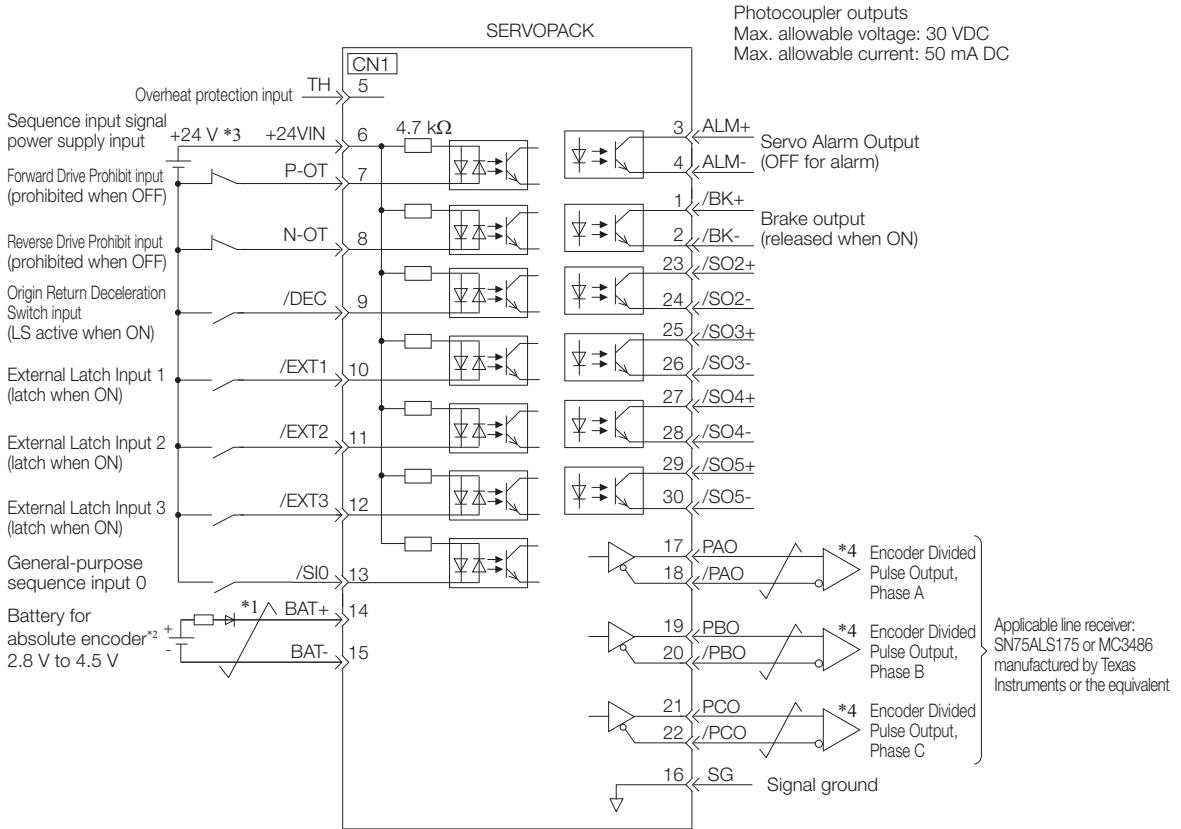 Photocoupler outputs
Max. allowable voltage: 30 VDC
Max. allowable current: 50 mA DC
SERVOPACK
CN1
Overheat protection input
TH
5
Sequence input signal
power supply input
+24 V *3
+24VIN
6
4.7 kΩ
Forward Drive Prohibit input
(prohibited when OFF)
P-OT
7
Reverse Drive Prohibit input
(prohibited when OFF)
N-OT
8
Origin Return Deceleration
Switch input
(LS active when ON)
/DEC
9
External Latch Input 1
(latch when ON)
/EXT1
10
External Latch Input 2
(latch when ON)
/EXT2
11
External Latch Input 3
(latch when ON)
/EXT3
12
General-purpose
sequence input 0
/SI0
13
Battery for
absolute encoder*2
2.8 V to 4.5 V
+
-
*1
BAT+
14
BAT-
15
3
ALM+
4
ALM-
Servo Alarm Output
(OFF for alarm)
1
/BK+
2
/BK-
Brake output
(released when ON)
23
/SO2+
24
/SO2-
25
/SO3+
26
/SO3-
27
/SO4+
28
/SO4-
29
/SO5+
30
/SO5-
17
PAO
18
/PAO
*4
Encoder Divided
Pulse Output,
Phase A
19
PBO
20
/PBO
*4
Encoder Divided
Pulse Output,
Phase B
21
PCO
22
/PCO
*4
Encoder Divided
Pulse Output,
Phase C
Applicable line receiver:
SN75ALS175 or MC3486
manufactured by Texas
Instruments or the equivalent
16
SG
Signal ground